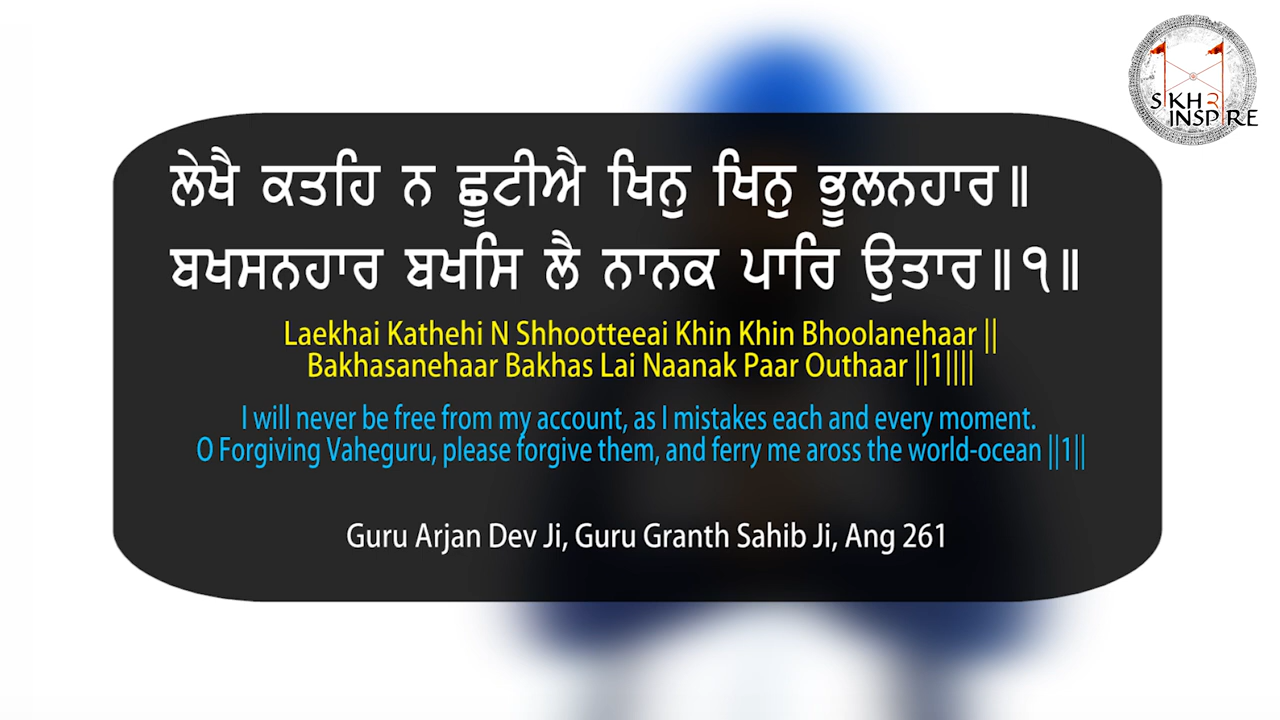 SIKH
INSPIRE
ਲੇਖੈ ਕਤਹਿ ਨ ਛੂਟੀਐ ਖਿਨੁ ਖਿਨੁ ਭੂਲਨਹਾਰ॥
ਬਖਸਨਹਾਰ ਬਖਸਿ ਲੈ ਨਾਨਕ ਪਾਰਿ ਉਤਾਰ॥੧॥
Laekhai Kathehi N Shhootteeai Khin Khin Bhoolanehaar ||
Bakhasanehaar Bakhas Lai Naanak Paar Outhaar ||1||||
I will never be free from my account, as I mistakes each and every moment.
O Forgiving Vaheguru, please forgive them, and ferry me aross the world-ocean ||1||
Guru Arjan Dev Ji, Guru Granth Sahib Ji, Ang 261